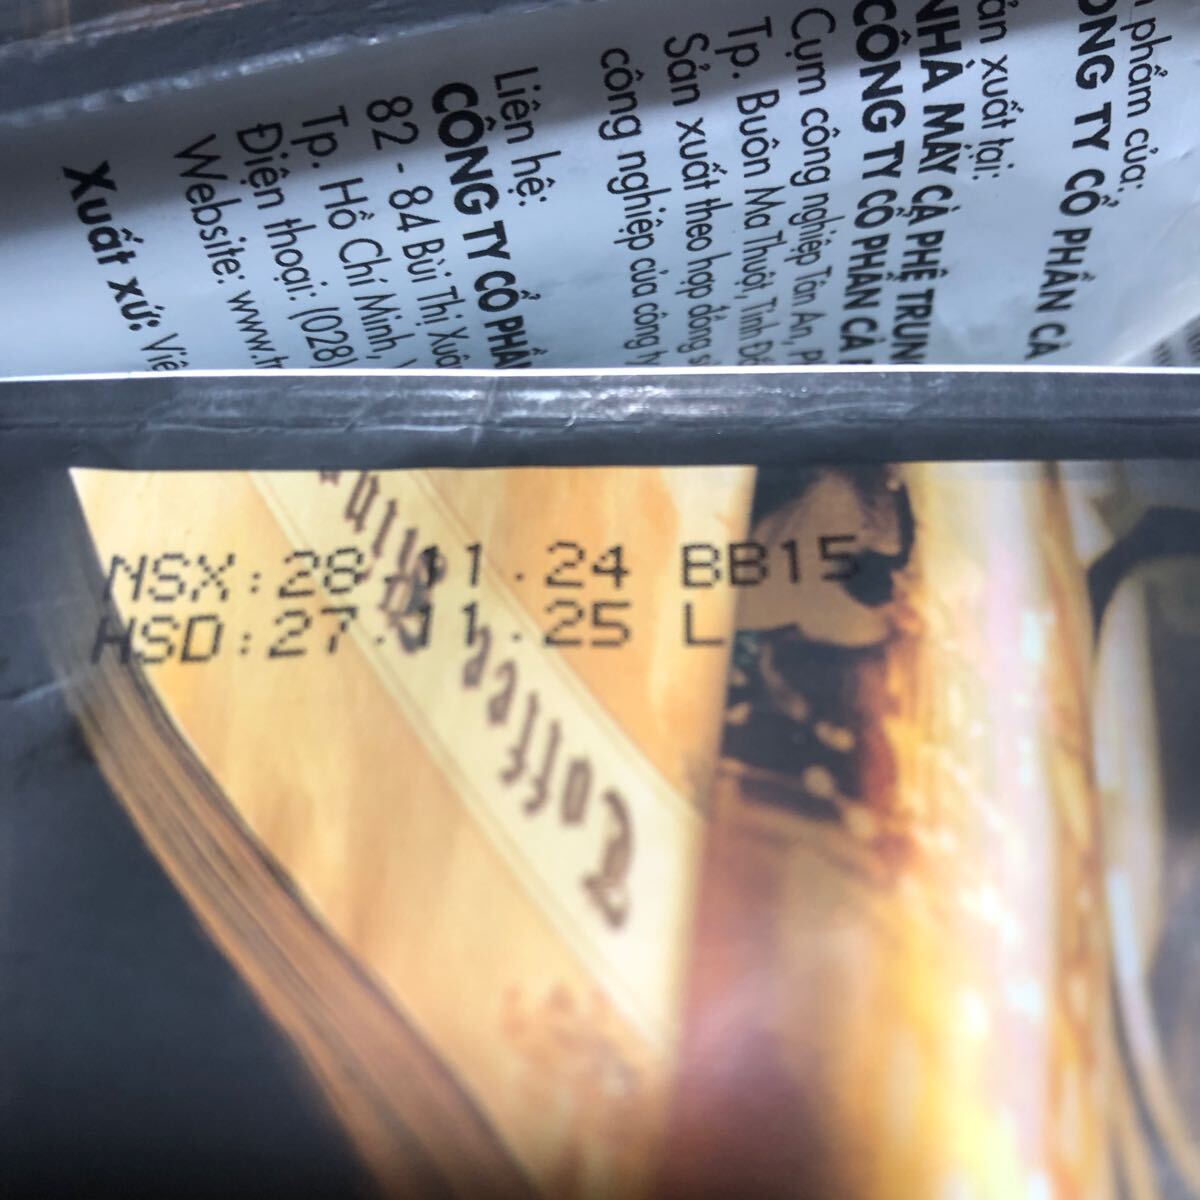 n phẩm của:
ÔNG TY CỔ PHẦN CÀ
ản xuất tại:
NHÀ MÁY CÀ PHÊ TRUN
CÔNG TY CỔ PHẦN CÀ
Cụm công nghiệp Tân An, P
Tp. Buôn Ma Thuột, Tỉnh Đắ
Sản xuất theo hợp đồng s
công nghiệp của công ty
Liên hệ:
CÔNG TY CỔ PHẦ
82 - 84 Bùi Thị Xuâ
Tp. Hồ Chí Minh, V
Điện thoại: (028)
Website: www.tr
Xuất xứ: Việ
NSX:28.11.24 BB15
HSD:27.11.25 L
Coffee